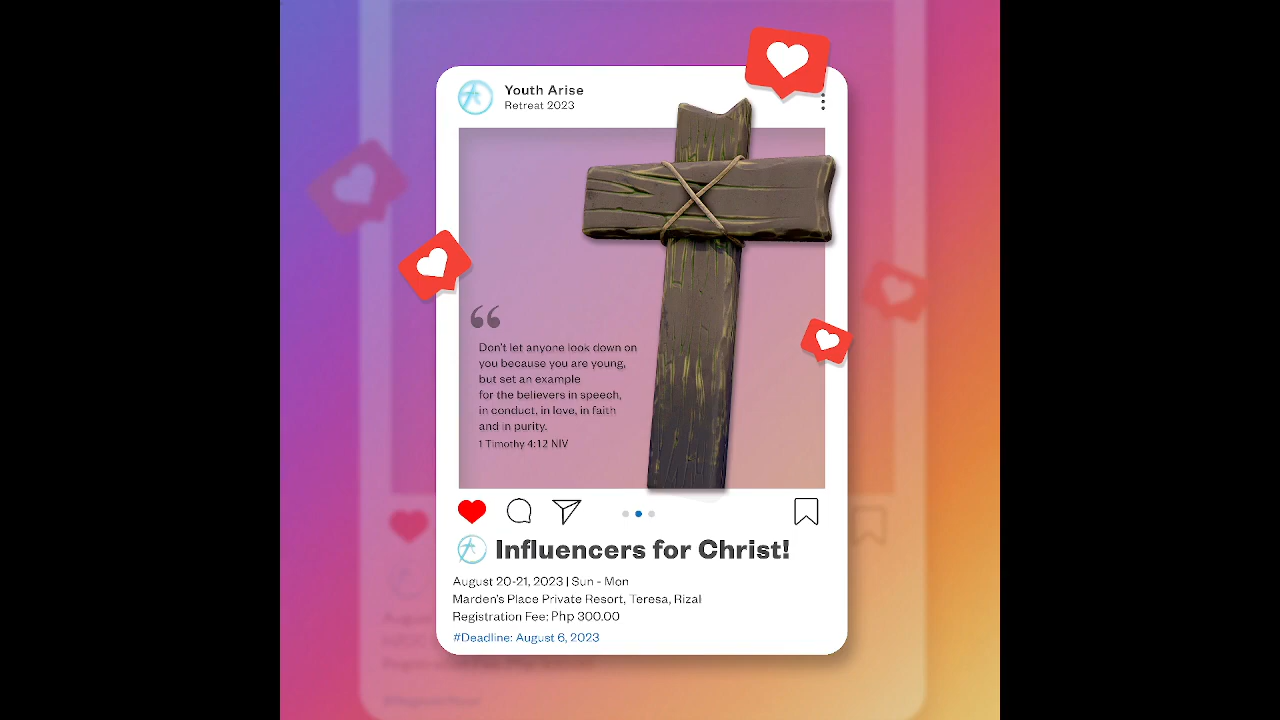 Youth Arise
Retreat 2023
“
Don't let anyone look down on
you because you are young,
but set an example
for the believers in speech,
in conduct, in love, in faith
and in purity.
1 Timothy 4:12 NIV
Influencers for Christ!
August 20-21, 2023 | Sun - Mon
Marden's Place Private Resort, Teresa, Rizal
Registration Fee: Php 300.00
#Deadline: August 6, 2023